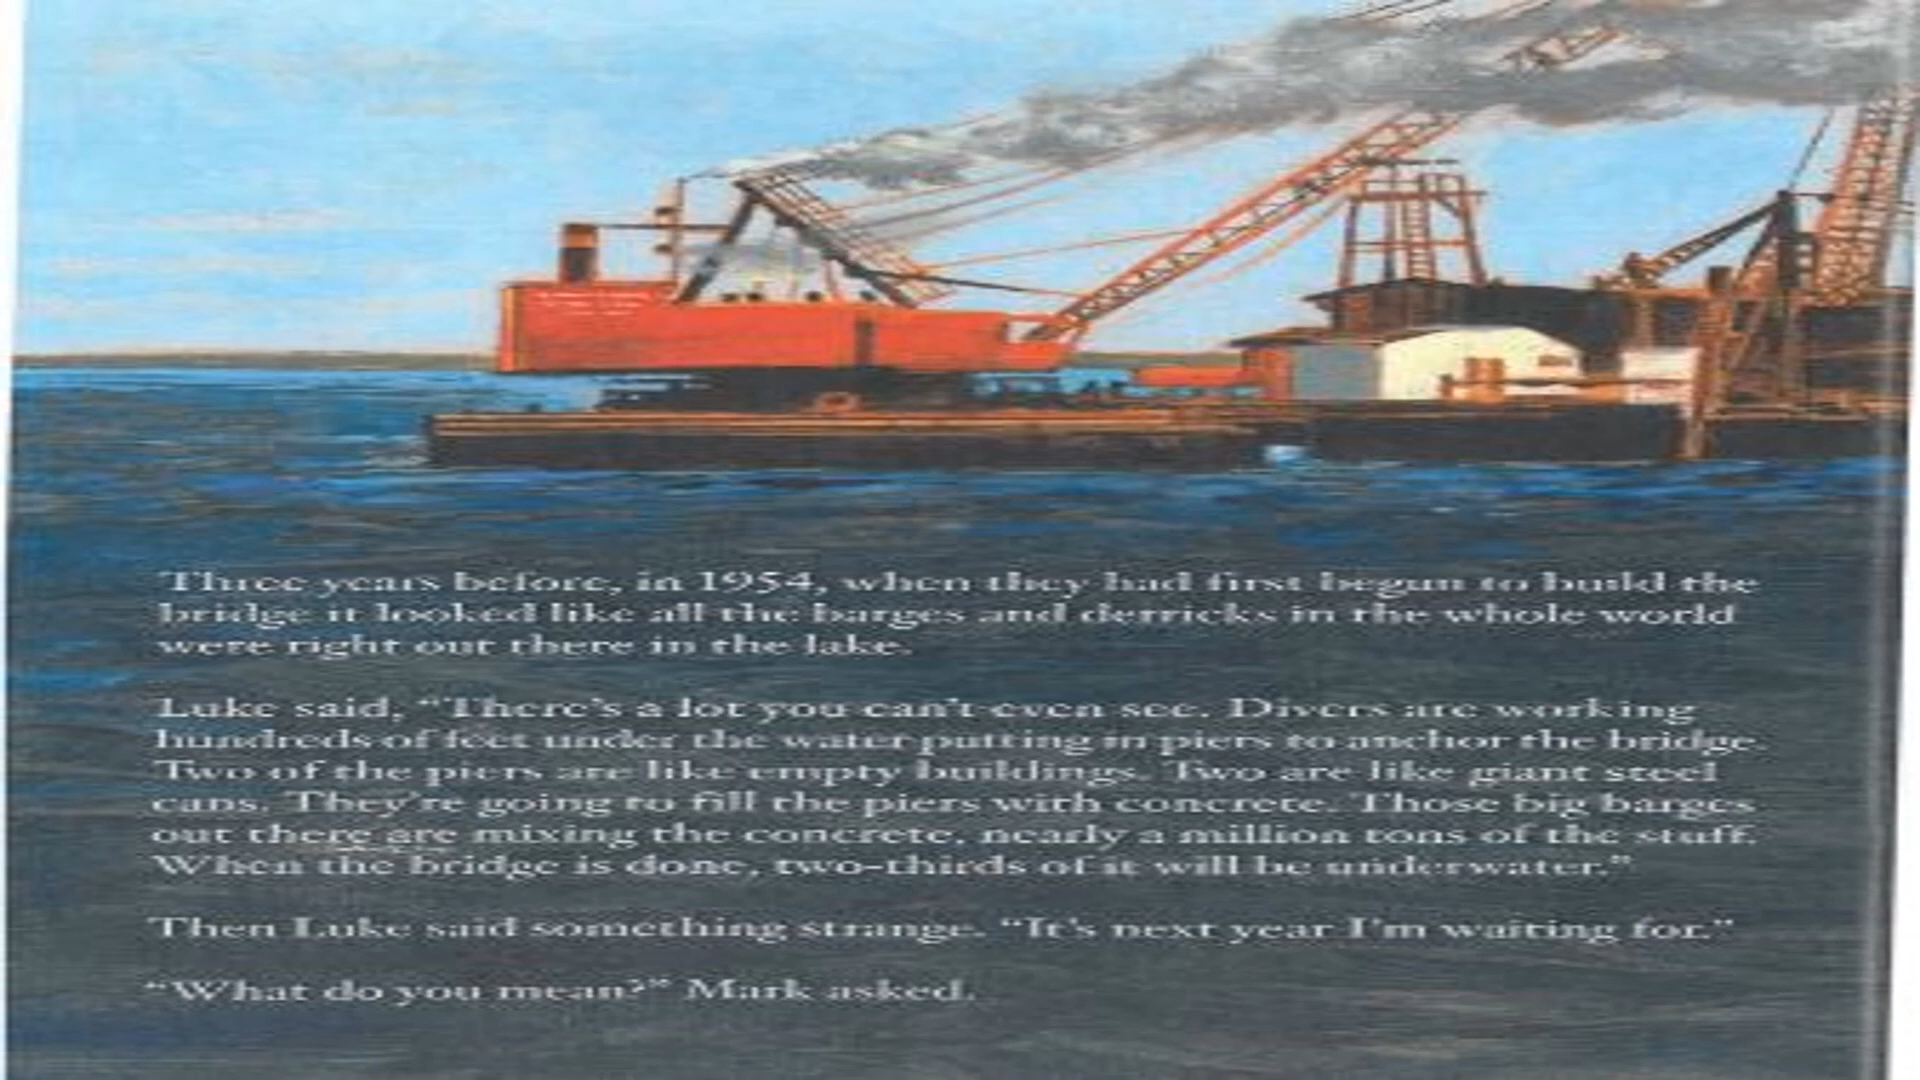 Three years before, in 1954, when they had first begun to build the
bridge it looked like all the barges and derricks in the whole world
were right out there in the lake.
Luke said, “There’s a lot you can’t even see. Divers are working
hundreds of feet under the water putting in piers to anchor the bridge.
Two of the piers are like empty buildings. Two are like giant steel
cans. They’re going to fill the piers with concrete. Those big barges
out there are mixing the concrete, nearly a million tons of the stuff.
When the bridge is done, two-thirds of it will be underwater.”
Then Luke said something strange. “It’s next year I’m waiting for.”
“What do you mean?” Mark asked.